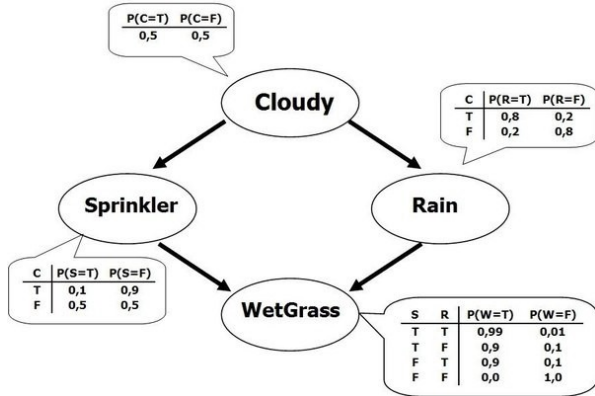 P(C=T) P(C=F)
0,5 0,5
Cloudy
C P(R=T) P(R=F)
T 0,8 0,2
F 0,2 0,8
Sprinkler
Rain
C P(S=T) P(S=F)
T 0,1 0,9
F 0,5 0,5
WetGrass
S R P(W=T) P(W=F)
T T 0,99 0,01
T F 0,9 0,1
F T 0,9 0,1
F F 0,0 1,0